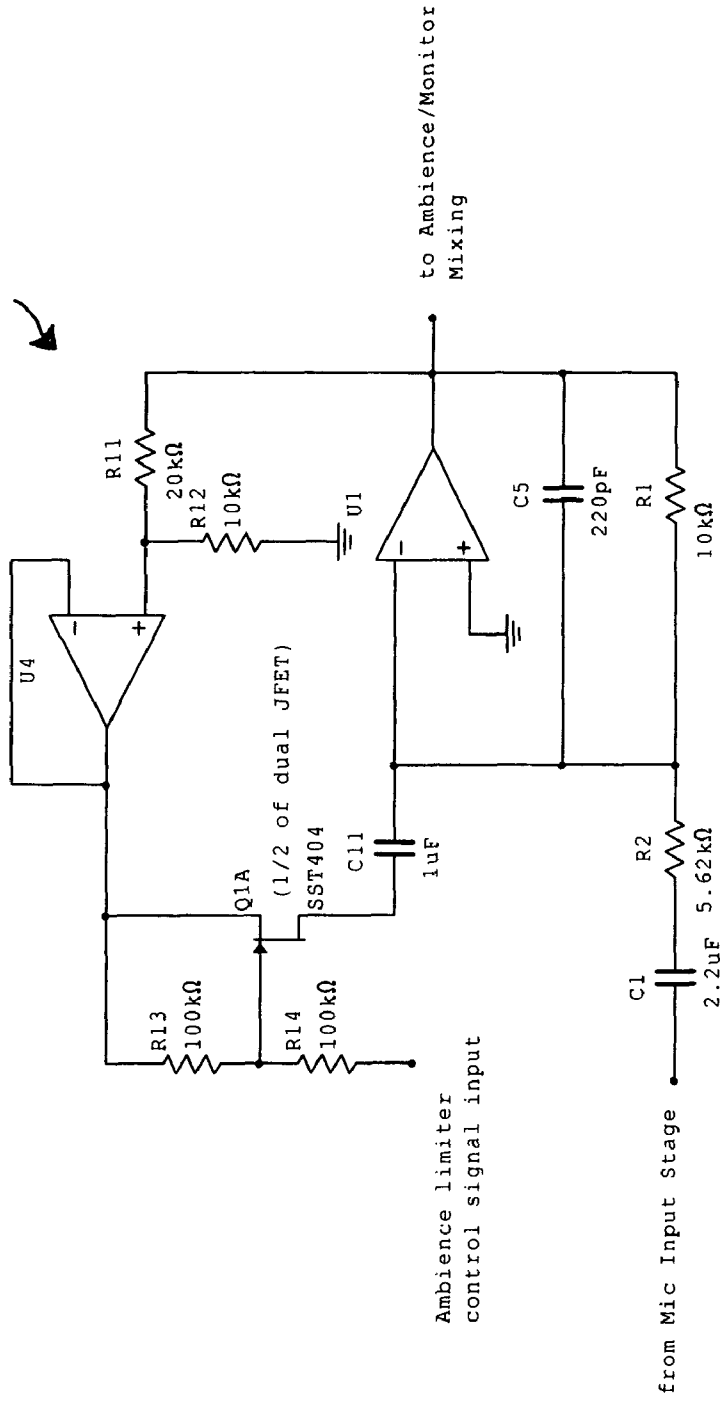 U4
R11
20kΩ
R12
10kΩ
Q1A
(1/2 of dual JFET)
SST404
R13
100kΩ
R14
100kΩ
U1
−
+
−
+
to Ambience/Monitor
Mixing
C11
1uF
C5
220pF
R1
10kΩ
R2
5.62kΩ
C1
2.2uF
Ambience limiter
control signal input
from Mic Input Stage